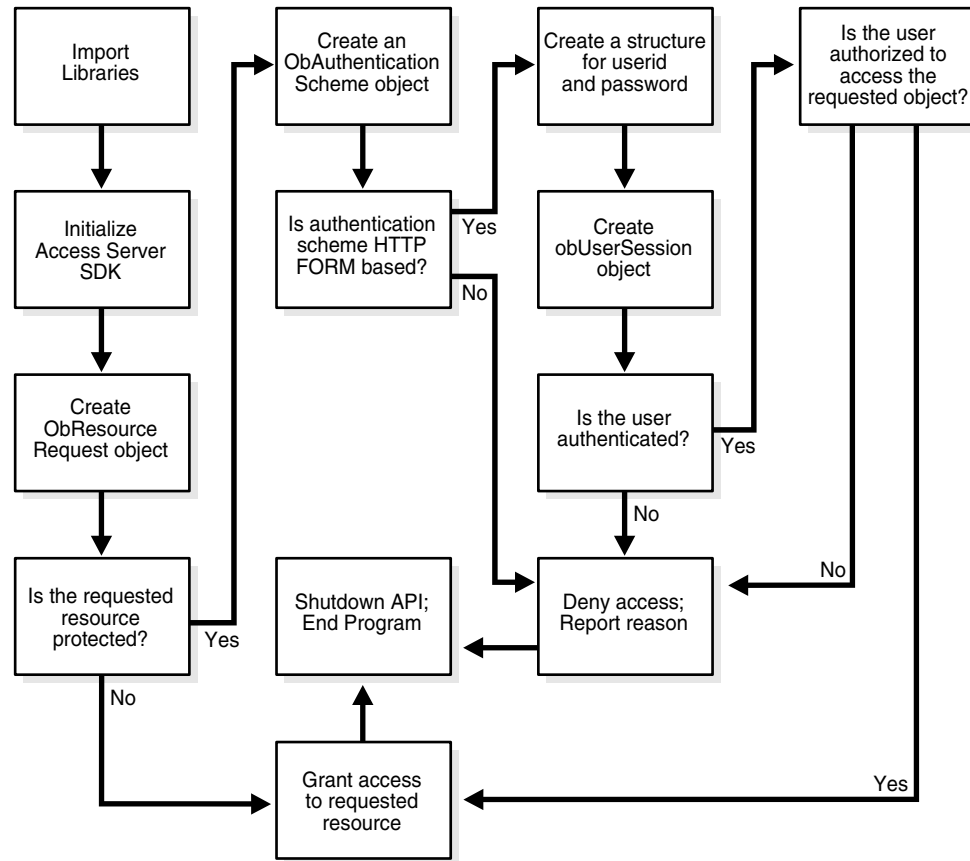 Import
Libraries
Initialize
Access Server
SDK
Create
ObResource
Request object
Is the requested
resource
protected?
Yes
No
Create an
ObAuthentication
Scheme object
Is authentication
scheme HTTP
FORM based?
Yes
No
Create a structure
for userid
and password
Create
obUserSession
object
Is the user
authenticated?
Yes
No
Is the user
authorized to
access the
requested object?
No
Yes
Deny access;
Report reason
Shutdown API;
End Program
Grant access
to requested
resource